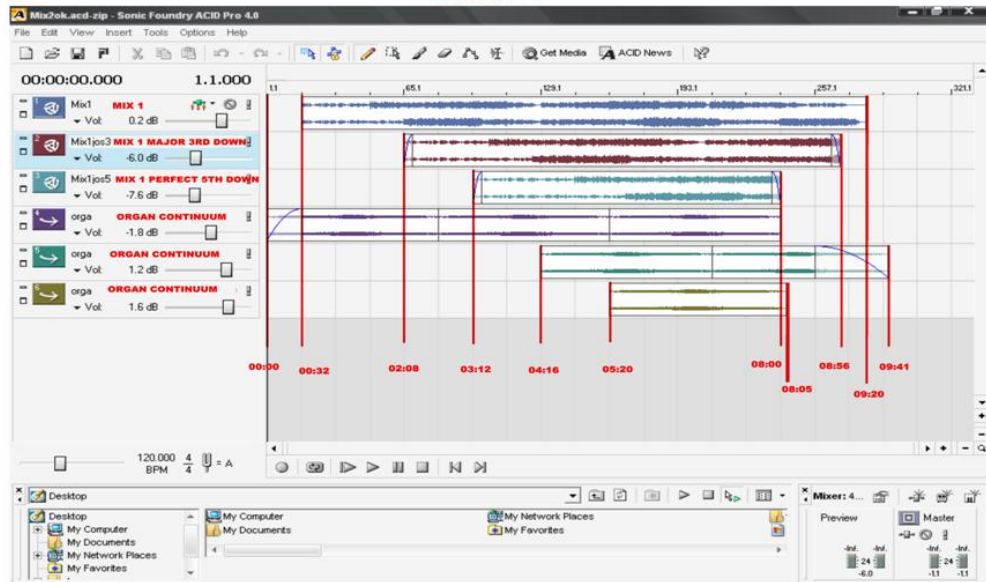 Mix2ok.acd-zip - Sonic Foundry ACID Pro 4.0
File Edit View Insert Tools Options Help
Get Media ACID News
00:00:00.000 1.1.000
1.1 65.1 129.1 193.1 257.1 321.1
1 Mix1 MIX 1
Vol: 0.2 dB
2 Mix1jos3 MIX 1 MAJOR 3RD DOWN
Vol: -6.0 dB
3 Mix1jos5 MIX 1 PERFECT 5TH DOWN
Vol: -7.6 dB
4 orga ORGAN CONTINUUM
Vol: -1.8 dB
5 orga ORGAN CONTINUUM
Vol: 1.2 dB
6 orga ORGAN CONTINUUM
Vol: 1.6 dB
00:00 00:32 02:08 03:12 04:16 05:20 08:00 08:05 08:56 09:20 09:41
120.000 BPM 4 4 = A
Desktop
Desktop
My Computer
My Documents
My Network Places
My Favorites
My Computer
My Documents
My Network Places
My Favorites
Mixer: 4...
Preview Master
-Inf. -Inf. -Inf. -Inf.
24 24
-6.0 -1.1 -1.1